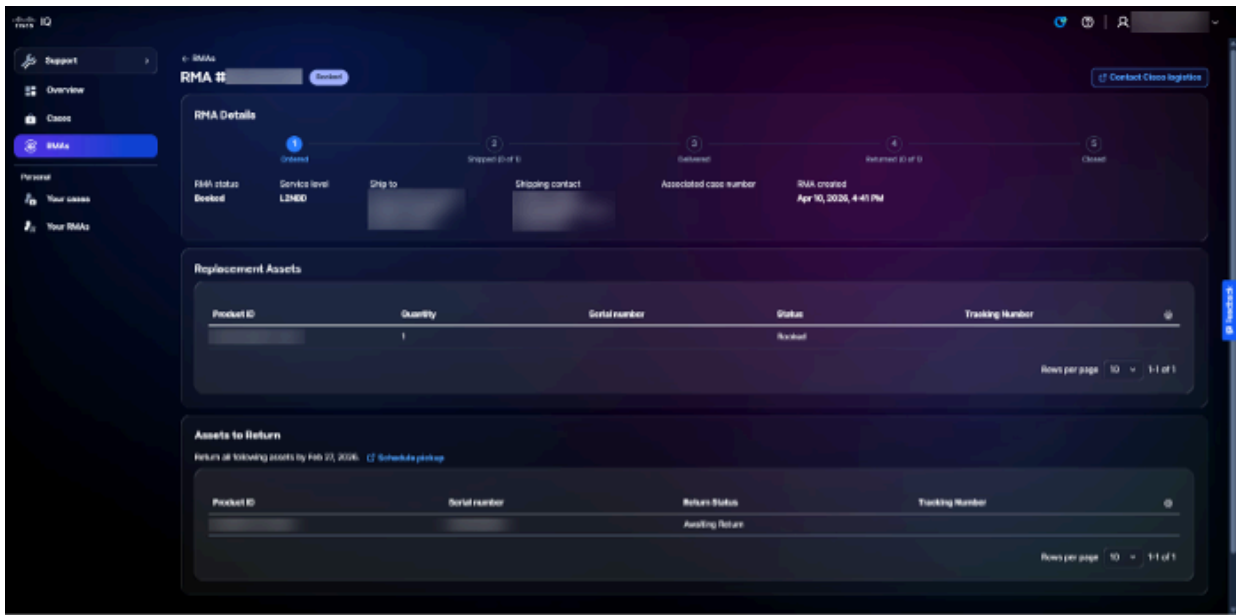 CISCO IQ
Support
Overview
Cases
RMAs
Personal
Your cases
Your RMAs
← RMAs
RMA #
Booked
Contact Cisco logistics
RMA Details
1 2 3 4 5
Ordered Shipped (0 of 1) Delivered Returned (0 of 1) Closed
RMA status Service level Ship to Shipping contact Associated case number RMA created
Booked L2NBD Apr 10, 2026, 4:41 PM
Replacement Assets
Product ID Quantity Serial number Status Tracking Number
1 Booked
Rows per page 10 1-1 of 1
Assets to Return
Return all following assets by Feb 27, 2026. Schedule pickup
Product ID Serial number Return Status Tracking Number
Awaiting Return
Rows per page 10 1-1 of 1
Feedback